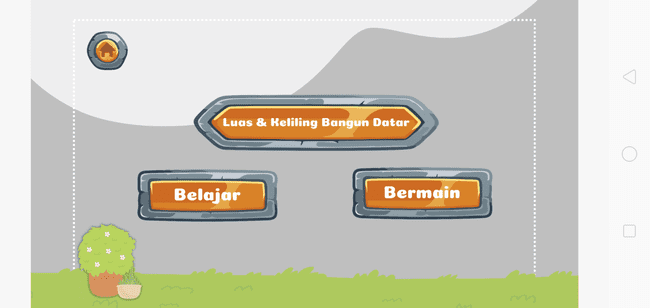 Luas & Keliling Bangun Datar
Belajar
Bermain